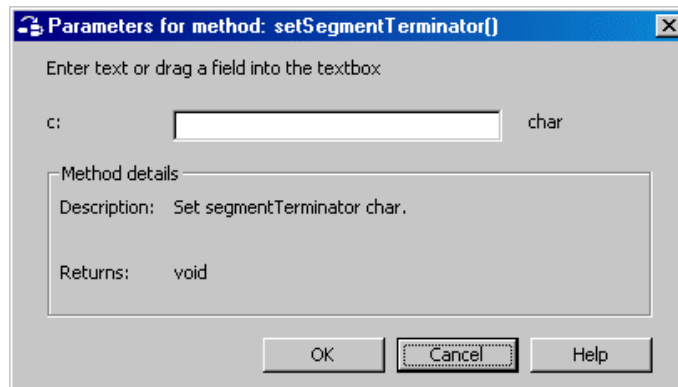 Parameters for method: setSegmentTerminator()
Enter text or drag a field into the textbox
c: char
Method details
Description: Set segmentTerminator char.
Returns: void
OK Cancel Help